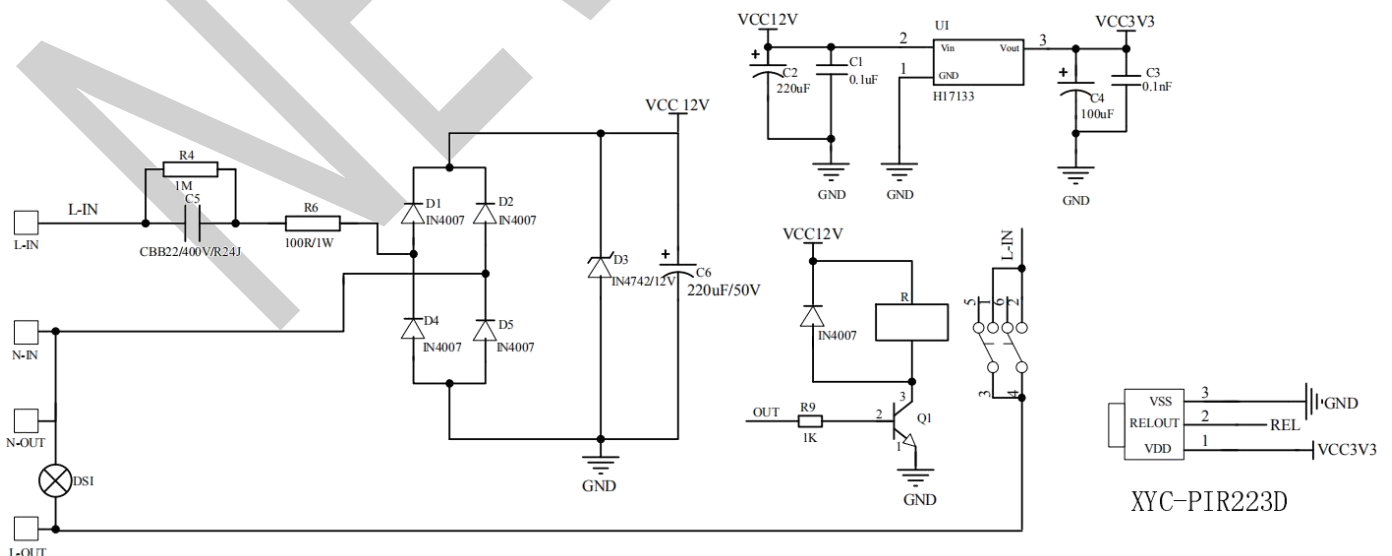 VCC12V
UI
VCC3V3
2
Vin
Vout
3
C2
220uF
C1
0.1uF
1
GND
H17133
C4
100uF
C3
0.1nF
GND
GND
GND
VCC 12V
R4
1M
C5
L-IN
L-IN
CBB22/400V/R24J
R6
100R/1W
D1
IN4007
D2
IN4007
D3
IN4742/12V
C6
220uF/50V
N-IN
D4
IN4007
D5
IN4007
GND
N-OUT
DS1
L-OUT
VCC12V
R
IN4007
L-IN
5
1
6
2
3
4
OUT
R9
1K
2
3
Q1
1
GND
VSS
3
GND
RELOUT
2
REL
VDD
1
VCC3V3
XYC-PIR223D